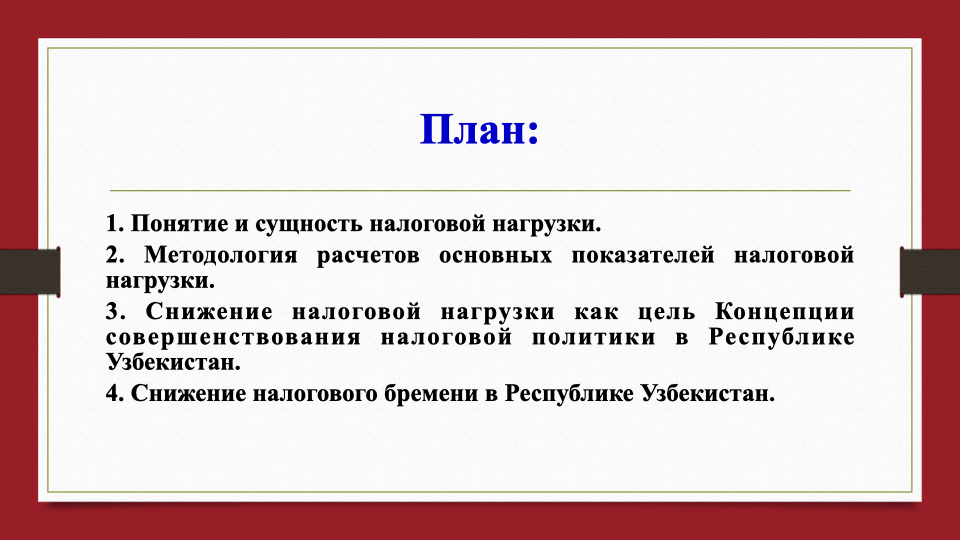 План:
1. Понятие и сущность налоговой нагрузки.
2. Методология расчетов основных показателей налоговой
нагрузки.
3. Снижение налоговой нагрузки как цель Концепции
совершенствования налоговой политики в Республике
Узбекистан.
4. Снижение налогового бремени в Республике Узбекистан.